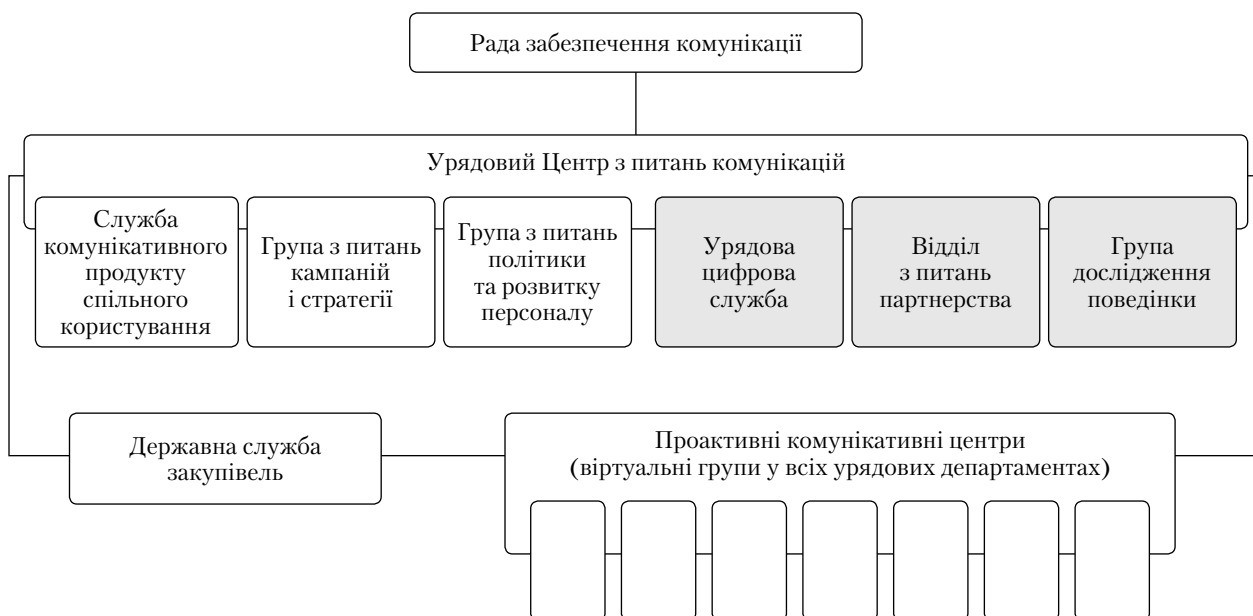 Рада забезпечення комунікації
Урядовий Центр з питань комунікацій
Служба
комунікативного
продукту
спільного
користування
Група з питань
кампаній
і стратегії
Група з питань
політики
та розвитку
персоналу
Урядова
цифрова
служба
Відділ
з питань
партнерства
Група
дослідження
поведінки
Державна служба
закупівель
Проактивні комунікативні центри
(віртуальні групи у всіх урядових департаментах)